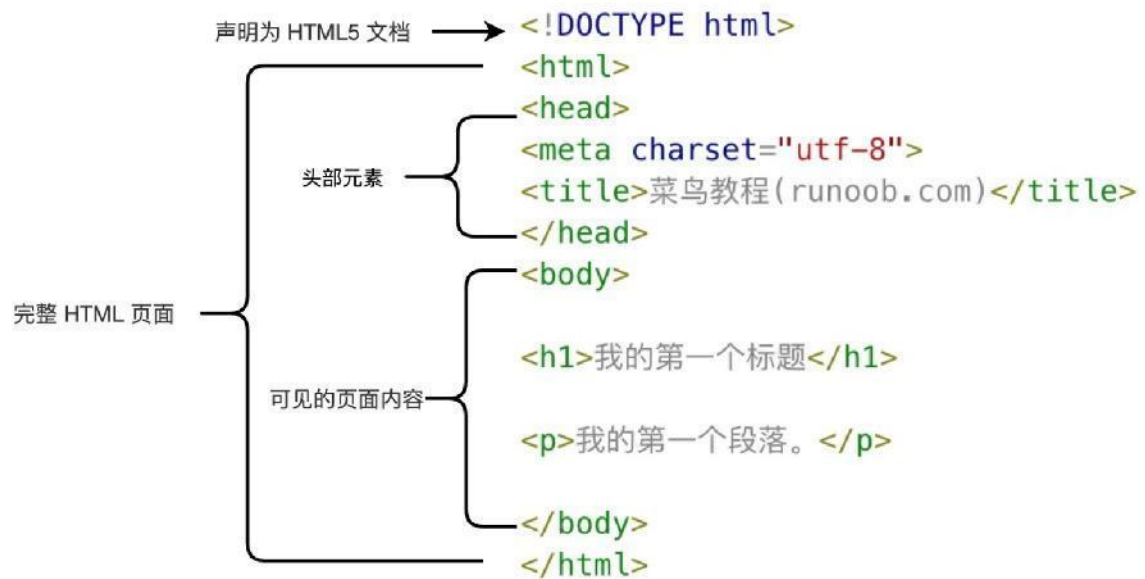 声明为 HTML5 文档
<!DOCTYPE html>
<html>
<head>
<meta charset="utf-8">
头部元素
<title>菜鸟教程(runoob.com)</title>
</head>
<body>
完整 HTML 页面
<h1>我的第一个标题</h1>
可见的页面内容
<p>我的第一个段落。</p>
</body>
</html>